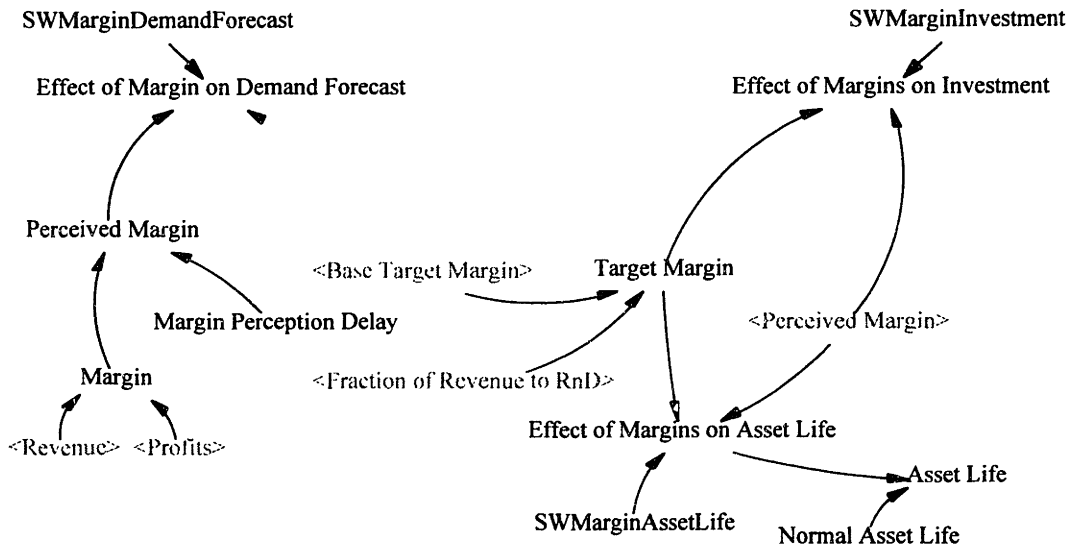 SWMarginDemandForecast
SWMarginInvestment
Effect of Margin on Demand Forecast
Effect of Margins on Investment
Perceived Margin
<Base Target Margin>
Target Margin
Margin Perception Delay
<Perceived Margin>
Margin
<Fraction of Revenue to RnD>
<Revenue>
<Profits>
Effect of Margins on Asset Life
Asset Life
SWMarginAssetLife
Normal Asset Life